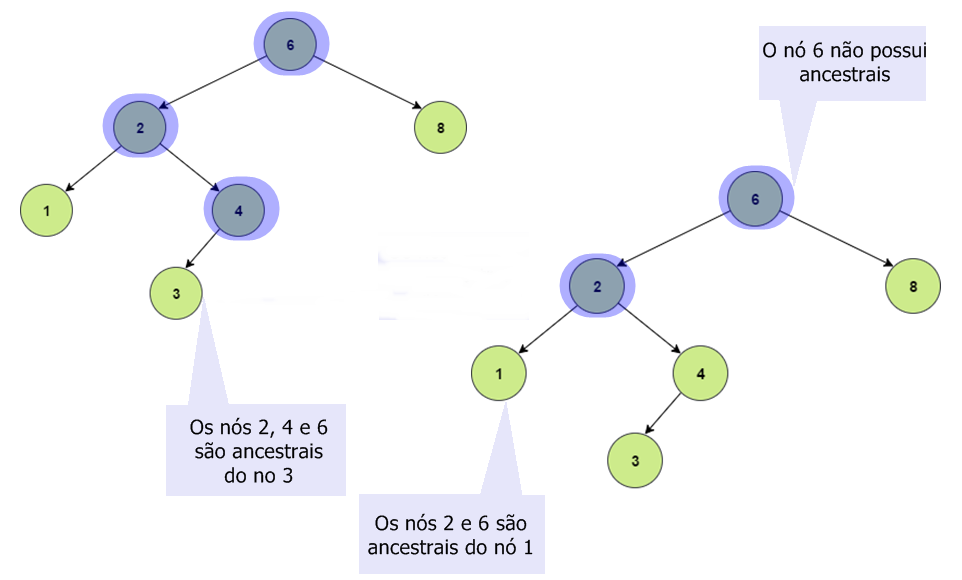 6
2
8
1
4
3
Os nós 2, 4 e 6
são ancestrais
do no 3
O nó 6 não possui
ancestrais
6
2
8
1
4
3
Os nós 2 e 6 são
ancestrais do nó 1